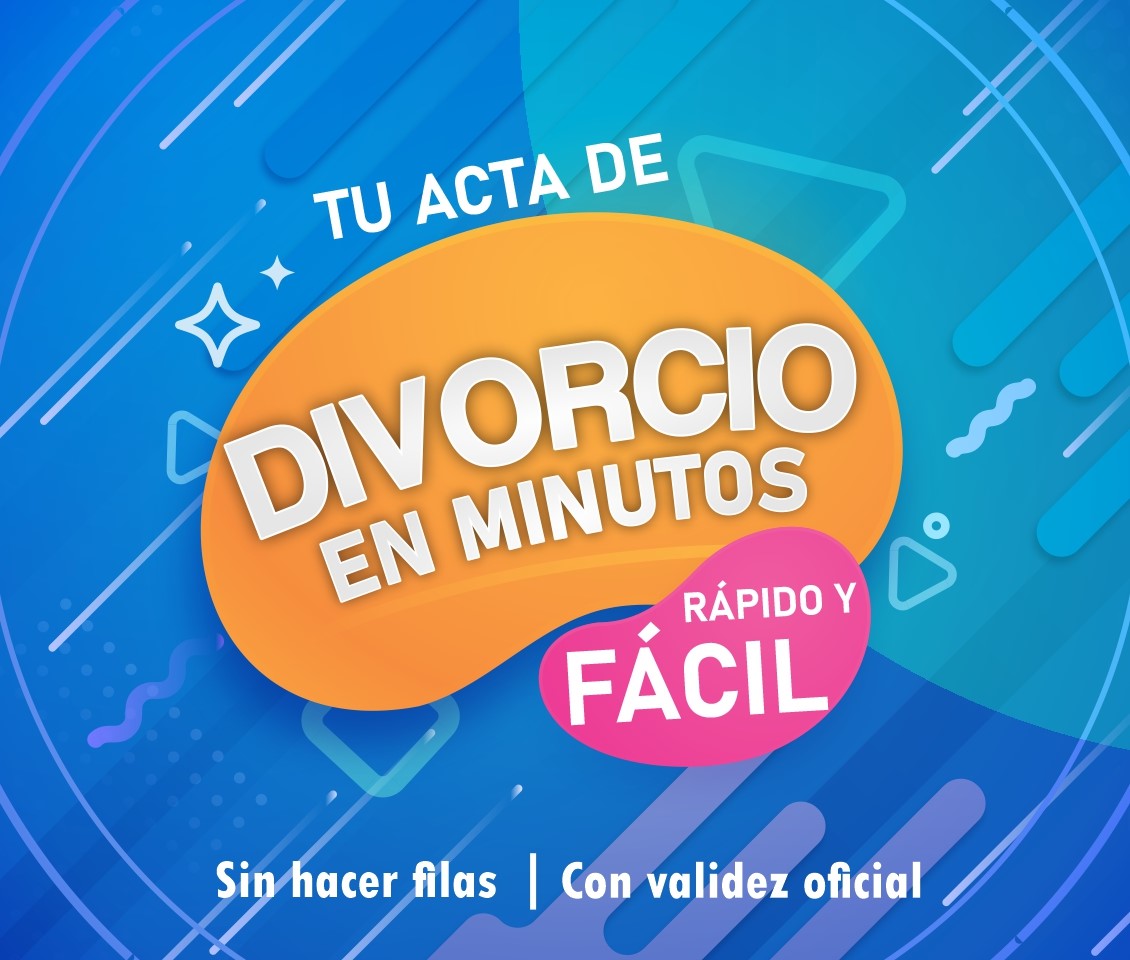 TU ACTA DE
DIVORCIO
EN MINUTOS
RÁPIDO Y
FÁCIL
Sin hacer filas | Con validez oficial